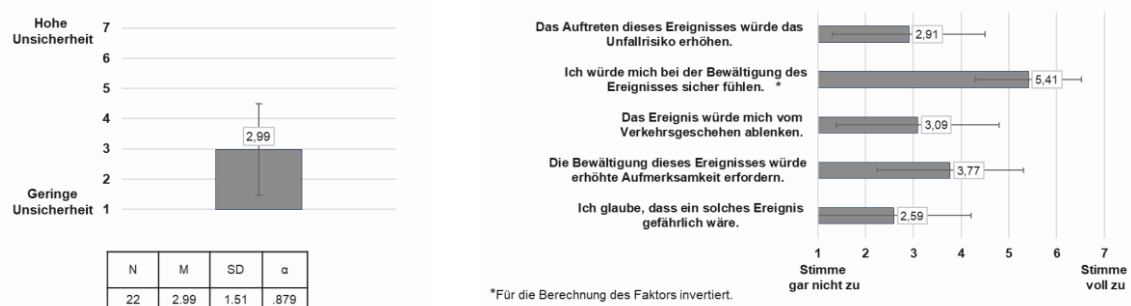 Hohe
Unsicherheit
7
6
5
4
3
2
Geringe
Unsicherheit
1
2,99
N M SD α
22 2.99 1.51 .879
Das Auftreten dieses Ereignisses würde das
Unfallrisiko erhöhen.
2,91
Ich würde mich bei der Bewältigung des
Ereignisses sicher fühlen. *
5,41
Das Ereignis würde mich vom
Verkehrsgeschehen ablenken.
3,09
Die Bewältigung dieses Ereignisses würde
erhöhte Aufmerksamkeit erfordern.
3,77
Ich glaube, dass ein solches Ereignis
gefährlich wäre.
2,59
1 2 3 4 5 6 7
Stimme
gar nicht zu
Stimme
voll zu
*Für die Berechnung des Faktors invertiert.